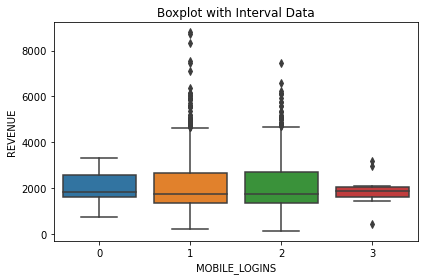 Boxplot with Interval Data
8000
6000
4000
2000
0
REVENUE
0 1 2 3
MOBILE_LOGINS